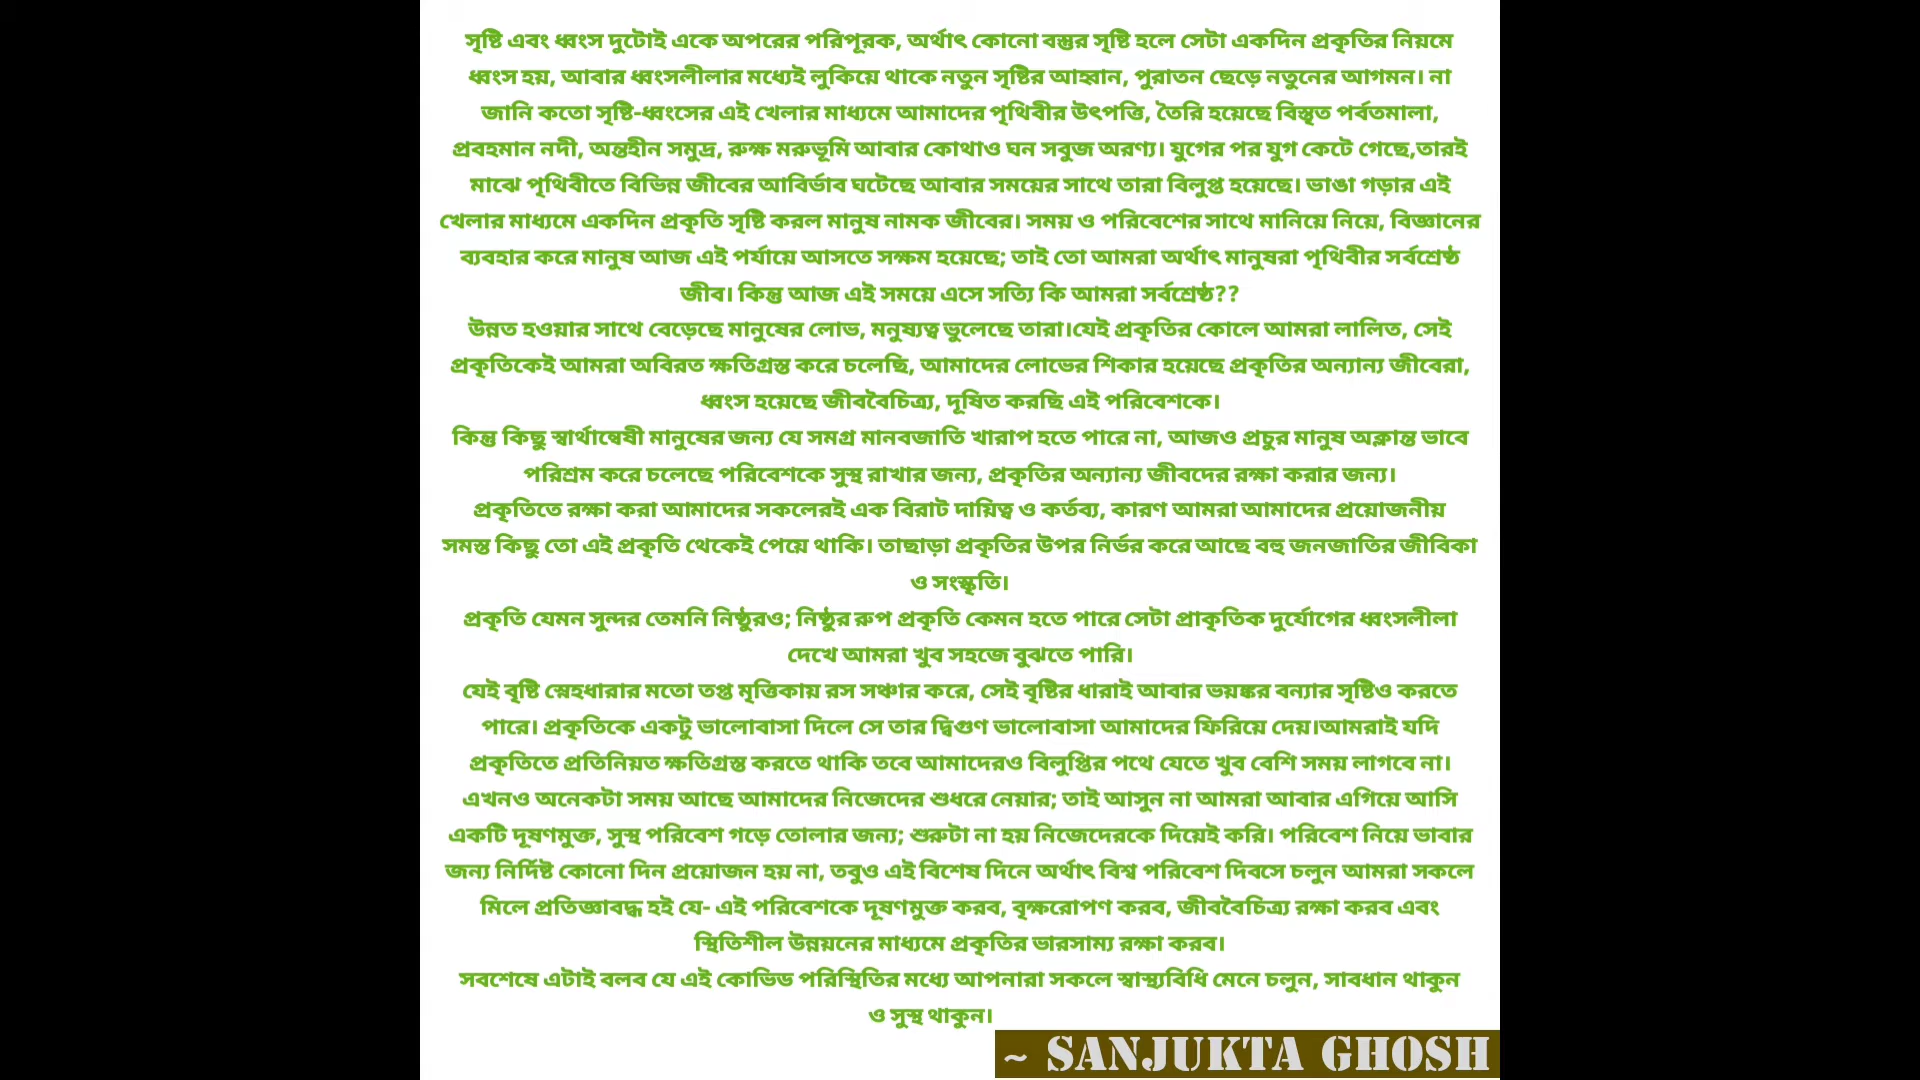 সৃষ্টি এবং ধ্বংস দুটোই একে অপরের পরিপূরক, অর্থাৎ কোনো বস্তুর সৃষ্টি হলে সেটা একদিন প্রকৃতির নিয়মে
ধ্বংস হয়, আবার ধ্বংসলীলার মধ্যেই লুকিয়ে থাকে নতুন সৃষ্টির আহ্বান, পুরাতন ছেড়ে নতুনের আগমন। না
জানি কতো সৃষ্টি-ধ্বংসের এই খেলার মাধ্যমে আমাদের পৃথিবীর উৎপত্তি, তৈরি হয়েছে বিস্তৃত পর্বতমালা,
প্রবহমান নদী, অন্তহীন সমুদ্র, রুক্ষ মরুভূমি আবার কোথাও ঘন সবুজ অরণ্য। যুগের পর যুগ কেটে গেছে,তারই
মাঝে পৃথিবীতে বিভিন্ন জীবের আবির্ভাব ঘটেছে আবার সময়ের সাথে তারা বিলুপ্ত হয়েছে। ভাঙা গড়ার এই
খেলার মাধ্যমে একদিন প্রকৃতি সৃষ্টি করল মানুষ নামক জীবের। সময় ও পরিবেশের সাথে মানিয়ে নিয়ে, বিজ্ঞানের
ব্যবহার করে মানুষ আজ এই পর্যায়ে আসতে সক্ষম হয়েছে; তাই তো আমরা অর্থাৎ মানুষরা পৃথিবীর সর্বশ্রেষ্ঠ
জীব। কিন্তু আজ এই সময়ে এসে সত্যি কি আমরা সর্বশ্রেষ্ঠ??
উন্নত হওয়ার সাথে বেড়েছে মানুষের লোভ, মনুষ্যত্ব ভুলেছে তারা।যেই প্রকৃতির কোলে আমরা লালিত, সেই
প্রকৃতিকেই আমরা অবিরত ক্ষতিগ্রস্ত করে চলেছি, আমাদের লোভের শিকার হয়েছে প্রকৃতির অন্যান্য জীবেরা,
ধ্বংস হয়েছে জীববৈচিত্র্য, দূষিত করছি এই পরিবেশকে।
কিন্তু কিছু স্বার্থান্বেষী মানুষের জন্য যে সমগ্র মানবজাতি খারাপ হতে পারে না, আজও প্রচুর মানুষ অক্লান্ত ভাবে
পরিশ্রম করে চলেছে পরিবেশকে সুস্থ রাখার জন্য, প্রকৃতির অন্যান্য জীবদের রক্ষা করার জন্য।
প্রকৃতিতে রক্ষা করা আমাদের সকলেরই এক বিরাট দায়িত্ব ও কর্তব্য, কারণ আমরা আমাদের প্রয়োজনীয়
সমস্ত কিছু তো এই প্রকৃতি থেকেই পেয়ে থাকি। তাছাড়া প্রকৃতির উপর নির্ভর করে আছে বহু জনজাতির জীবিকা
ও সংস্কৃতি।
প্রকৃতি যেমন সুন্দর তেমনি নিষ্ঠুরও; নিষ্ঠুর রুপ প্রকৃতি কেমন হতে পারে সেটা প্রাকৃতিক দুর্যোগের ধ্বংসলীলা
দেখে আমরা খুব সহজে বুঝতে পারি।
যেই বৃষ্টি স্নেহধারার মতো তপ্ত মৃত্তিকায় রস সঞ্চার করে, সেই বৃষ্টির ধারাই আবার ভয়ঙ্কর বন্যার সৃষ্টিও করতে
পারে। প্রকৃতিকে একটু ভালোবাসা দিলে সে তার দ্বিগুণ ভালোবাসা আমাদের ফিরিয়ে দেয়।আমরাই যদি
প্রকৃতিতে প্রতিনিয়ত ক্ষতিগ্রস্ত করতে থাকি তবে আমাদেরও বিলুপ্তির পথে যেতে খুব বেশি সময় লাগবে না।
এখনও অনেকটা সময় আছে আমাদের নিজেদের শুধরে নেয়ার; তাই আসুন না আমরা আবার এগিয়ে আসি
একটি দূষণমুক্ত, সুস্থ পরিবেশ গড়ে তোলার জন্য; শুরুটা না হয় নিজেদেরকে দিয়েই করি। পরিবেশ নিয়ে ভাবার
জন্য নির্দিষ্ট কোনো দিন প্রয়োজন হয় না, তবুও এই বিশেষ দিনে অর্থাৎ বিশ্ব পরিবেশ দিবসে চলুন আমরা সকলে
মিলে প্রতিজ্ঞাবদ্ধ হই যে- এই পরিবেশকে দূষণমুক্ত করব, বৃক্ষরোপণ করব, জীববৈচিত্র্য রক্ষা করব এবং
স্থিতিশীল উন্নয়নের মাধ্যমে প্রকৃতির ভারসাম্য রক্ষা করব।
সবশেষে এটাই বলব যে এই কোভিড পরিস্থিতির মধ্যে আপনারা সকলে স্বাস্থ্যবিধি মেনে চলুন, সাবধান থাকুন
ও সুস্থ থাকুন।
~ SANJUKTA GHOSH